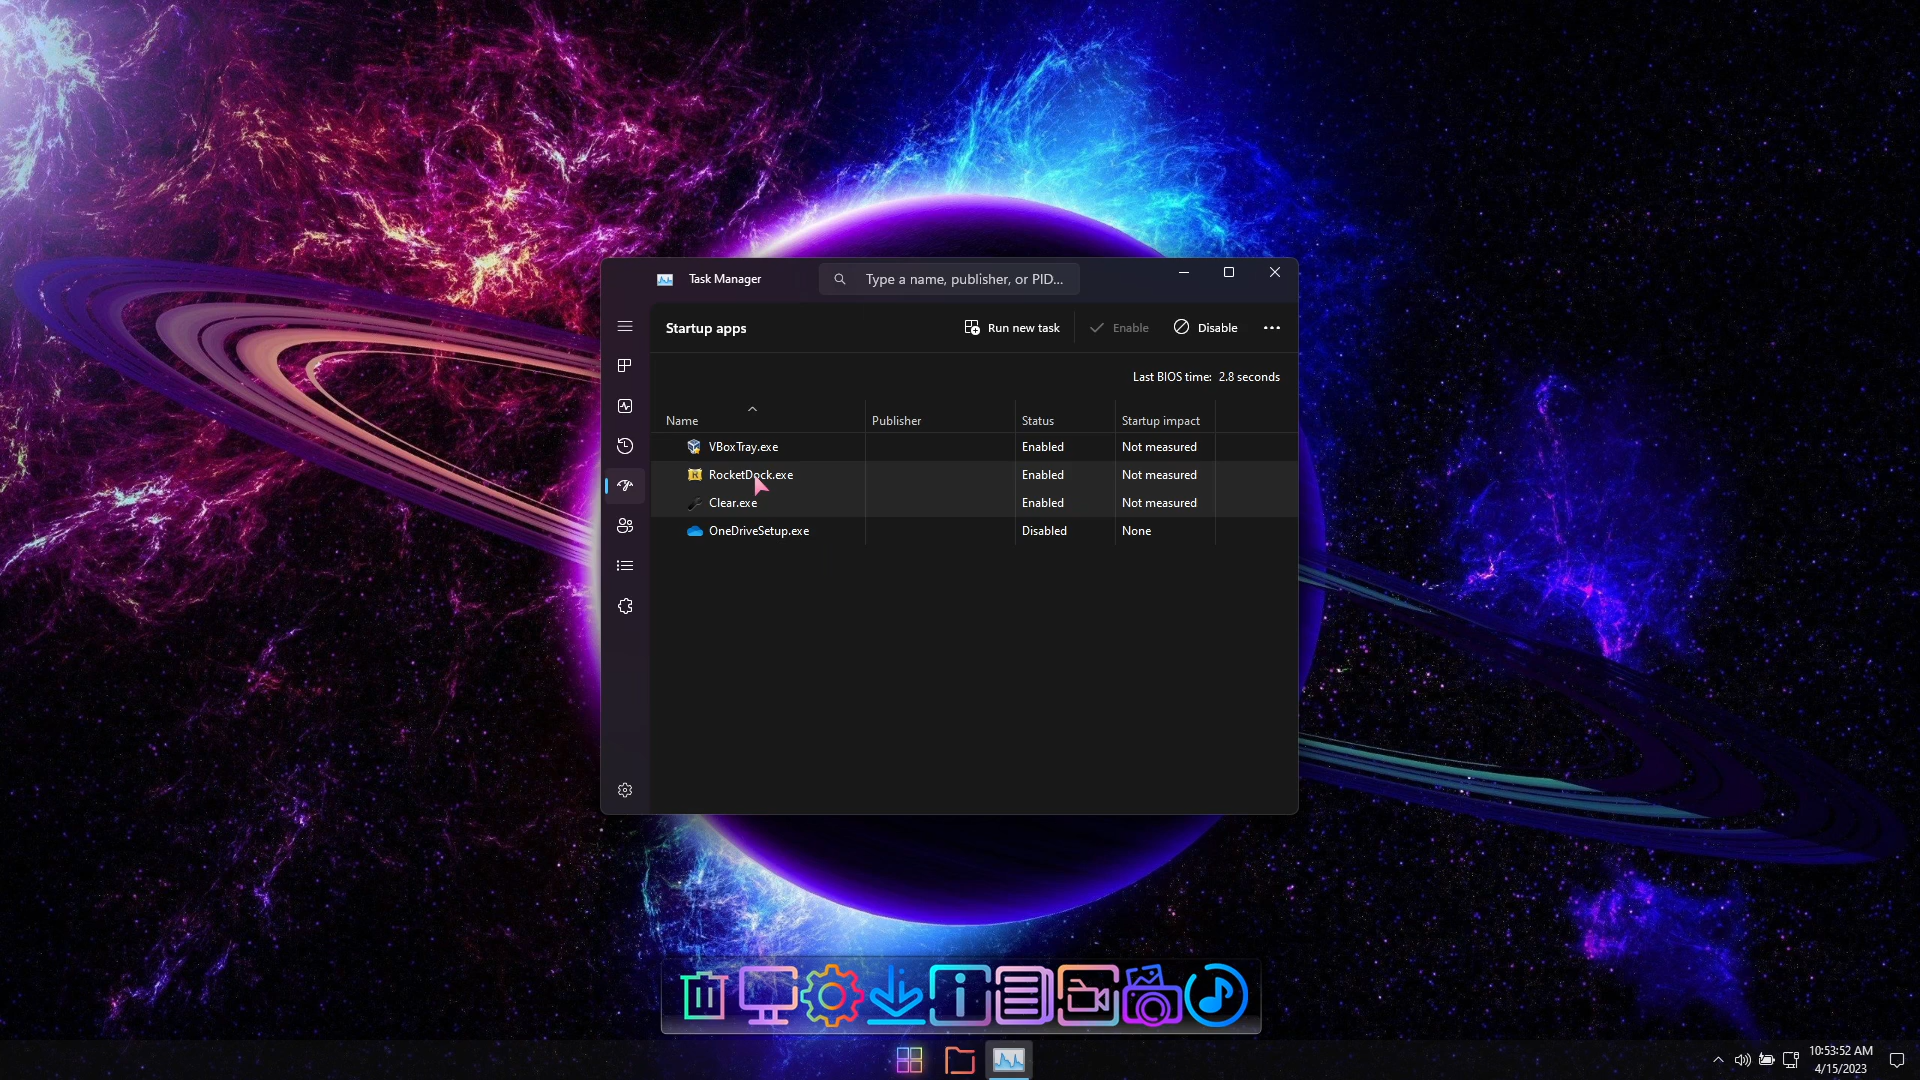 Task Manager
Type a name, publisher, or PID...
Startup apps
Run new task
Enable
Disable
Last BIOS time: 2.8 seconds
Name Publisher Status Startup impact
VBoxTray.exe Enabled Not measured
RocketDock.exe Enabled Not measured
Clear.exe Enabled Not measured
OneDriveSetup.exe Disabled None
10:53:52 AM
4/15/2023